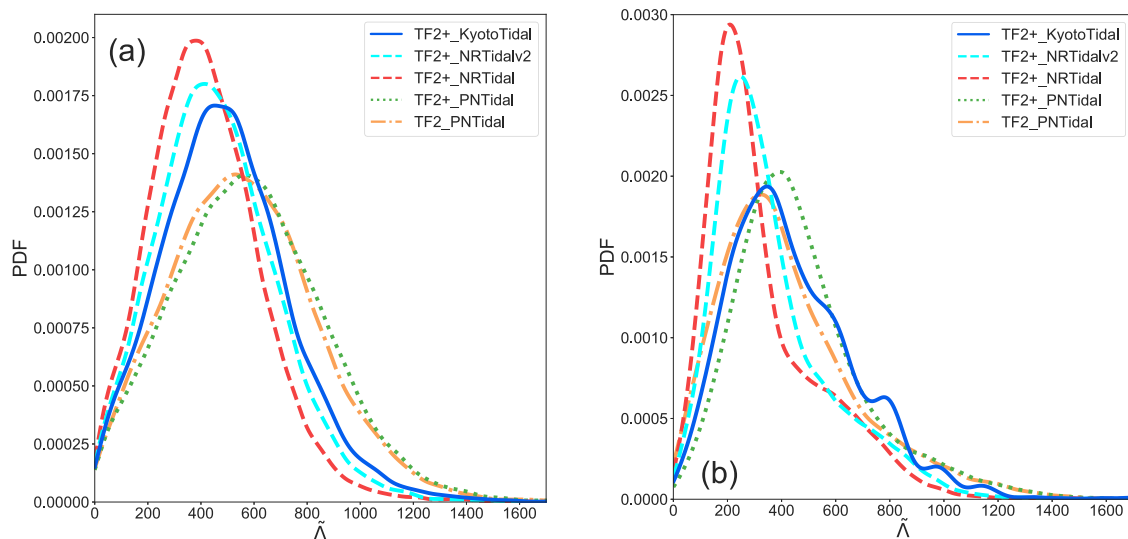 (a)
TF2+_KyotoTidal
TF2+_NRTidalv2
TF2+_NRTidal
TF2+_PNTidal
TF2_PNTidal
PDF
0.00200
0.00175
0.00150
0.00125
0.00100
0.00075
0.00050
0.00025
0.00000
0 200 400 600 800 1000 1200 1400 1600
Λ̃
(b)
TF2+_KyotoTidal
TF2+_NRTidalv2
TF2+_NRTidal
TF2+_PNTidal
TF2_PNTidal
PDF
0.0030
0.0025
0.0020
0.0015
0.0010
0.0005
0.0000
0 200 400 600 800 1000 1200 1400 1600
Λ̃